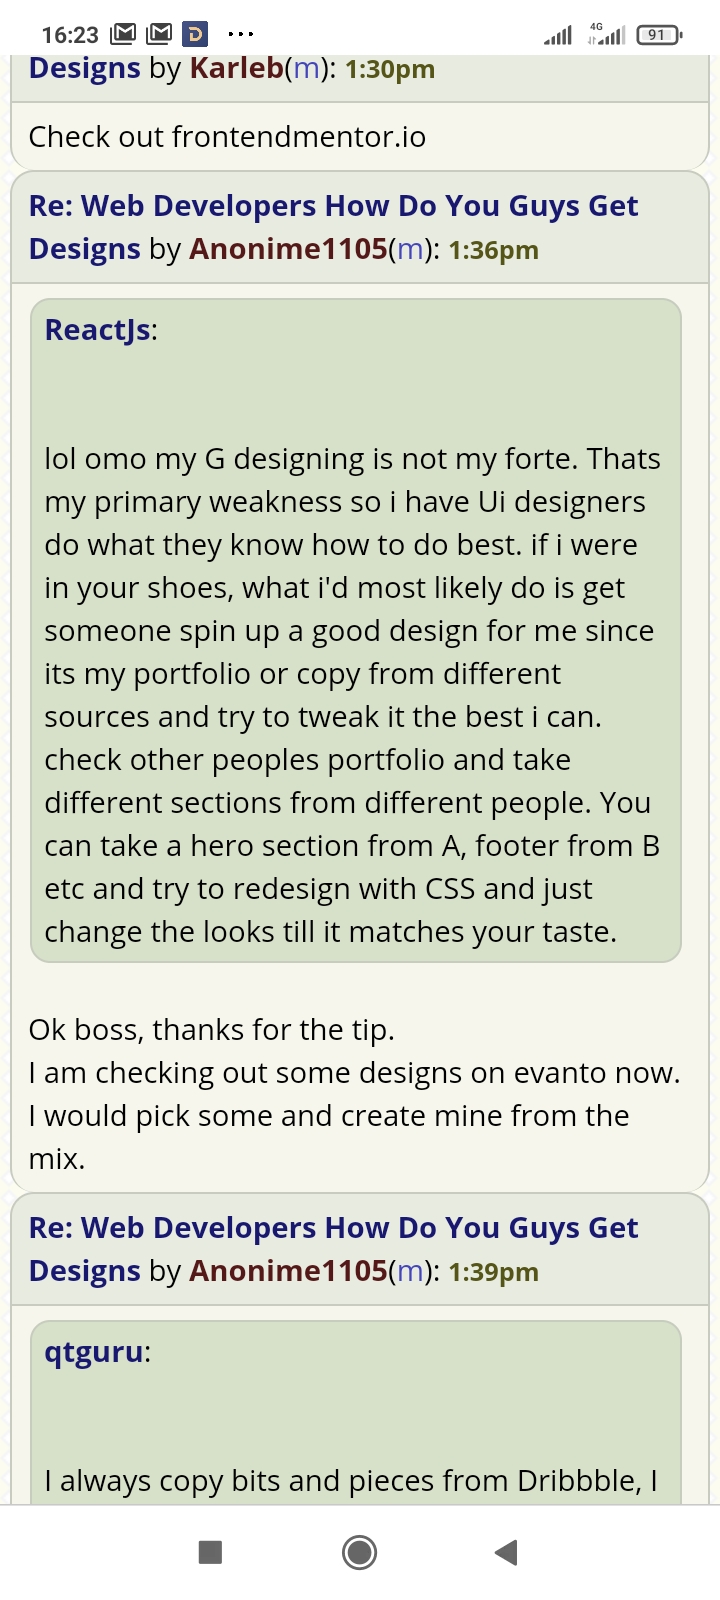 16:23 4G 91
Designs by Karleb(m): 1:30pm
Check out frontendmentor.io
Re: Web Developers How Do You Guys Get
Designs by Anonime1105(m): 1:36pm
ReactJs:
lol omo my G designing is not my forte. Thats
my primary weakness so i have Ui designers
do what they know how to do best. if i were
in your shoes, what i'd most likely do is get
someone spin up a good design for me since
its my portfolio or copy from different
sources and try to tweak it the best i can.
check other peoples portfolio and take
different sections from different people. You
can take a hero section from A, footer from B
etc and try to redesign with CSS and just
change the looks till it matches your taste.
Ok boss, thanks for the tip.
I am checking out some designs on evanto now.
I would pick some and create mine from the
mix.
Re: Web Developers How Do You Guys Get
Designs by Anonime1105(m): 1:39pm
qtguru:
I always copy bits and pieces from Dribbble, I